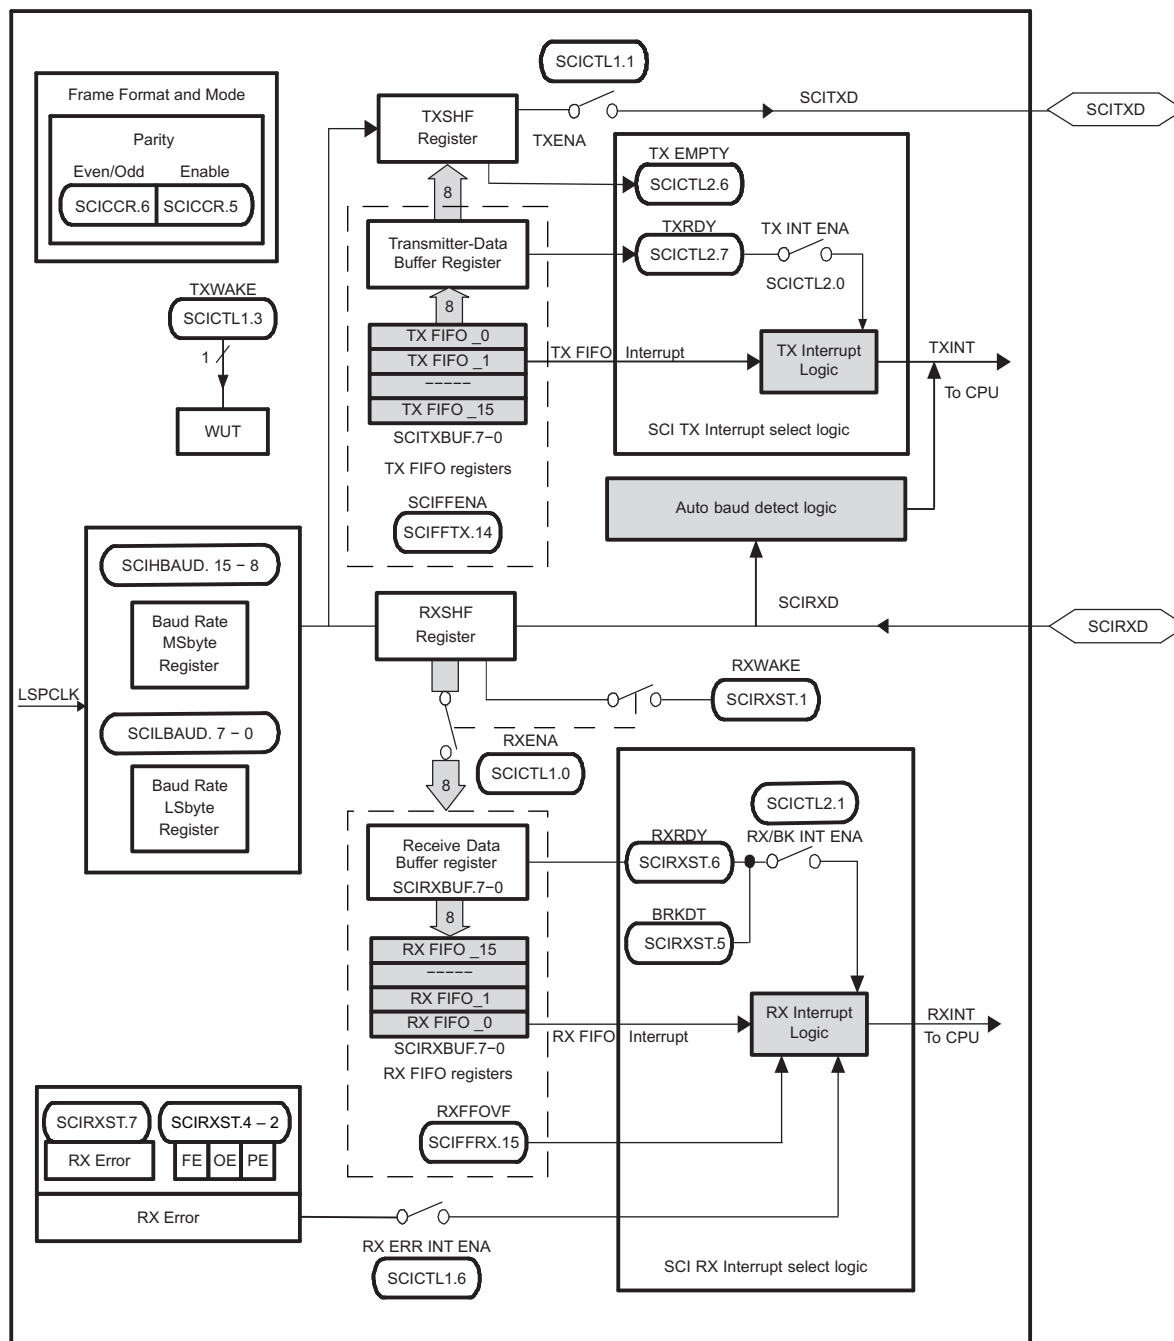 SCICTL1.1
Frame Format and Mode
Parity
Even/Odd Enable
SCICCR.6 SCICCR.5
TXSHF
Register
TXENA
SCITXD
SCITXD
8
TX EMPTY
SCICTL2.6
TXRDY
SCICTL2.7
TX INT ENA
SCICTL2.0
Transmitter-Data
Buffer Register
8
TX FIFO _0
TX FIFO _1
−−−−−
TX FIFO _15
SCITXBUF.7−0
TX FIFO registers
SCIFFENA
SCIFFTX.14
TX FIFO Interrupt
TX Interrupt
Logic
TXINT
To CPU
SCI TX Interrupt select logic
TXWAKE
SCICTL1.3
1
WUT
Auto baud detect logic
SCIHBAUD. 15 − 8
Baud Rate
MSbyte
Register
LSPCLK
SCILBAUD. 7 − 0
Baud Rate
LSbyte
Register
RXSHF
Register
SCIRXD
SCIRXD
RXWAKE
SCIRXST.1
RXENA
SCICTL1.0
8
Receive Data
Buffer register
SCIRXBUF.7−0
8
RX FIFO _15
−−−−−
RX FIFO_1
RX FIFO _0
SCIRXBUF.7−0
RX FIFO registers
RXFFOVF
SCIFFRX.15
SCICTL2.1
RX/BK INT ENA
RXRDY
SCIRXST.6
BRKDT
SCIRXST.5
RX FIFO Interrupt
RX Interrupt
Logic
RXINT
To CPU
SCI RX Interrupt select logic
SCIRXST.7
SCIRXST.4 – 2
RX Error
FE OE PE
RX Error
RX ERR INT ENA
SCICTL1.6